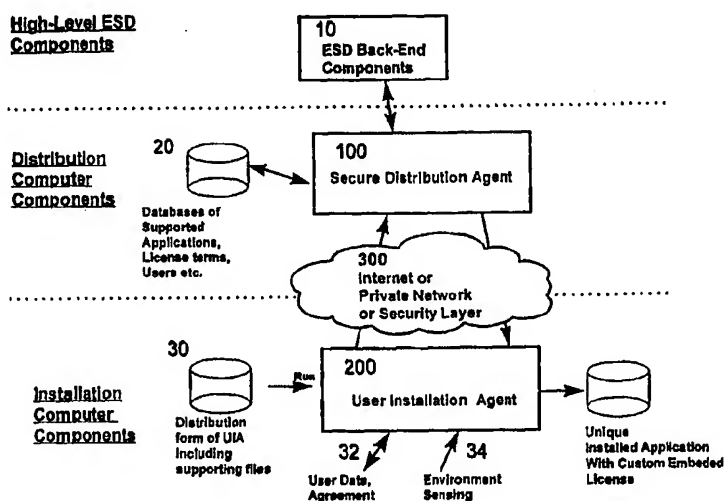 High-Level ESD
Components
10
ESD Back-End
Components
Distribution
Computer
Components
20
Databases of
Supported
Applications,
License terms,
Users etc.
100
Secure Distribution Agent
300
Internet or
Private Network
or Security Layer
Installation
Computer
Components
30
Distribution
form of UIA
Including
supporting files
Run
200
User Installation Agent
32
User Data,
Agreement
34
Environment
Sensing
Unique
Installed Application
With Custom Embeded
License